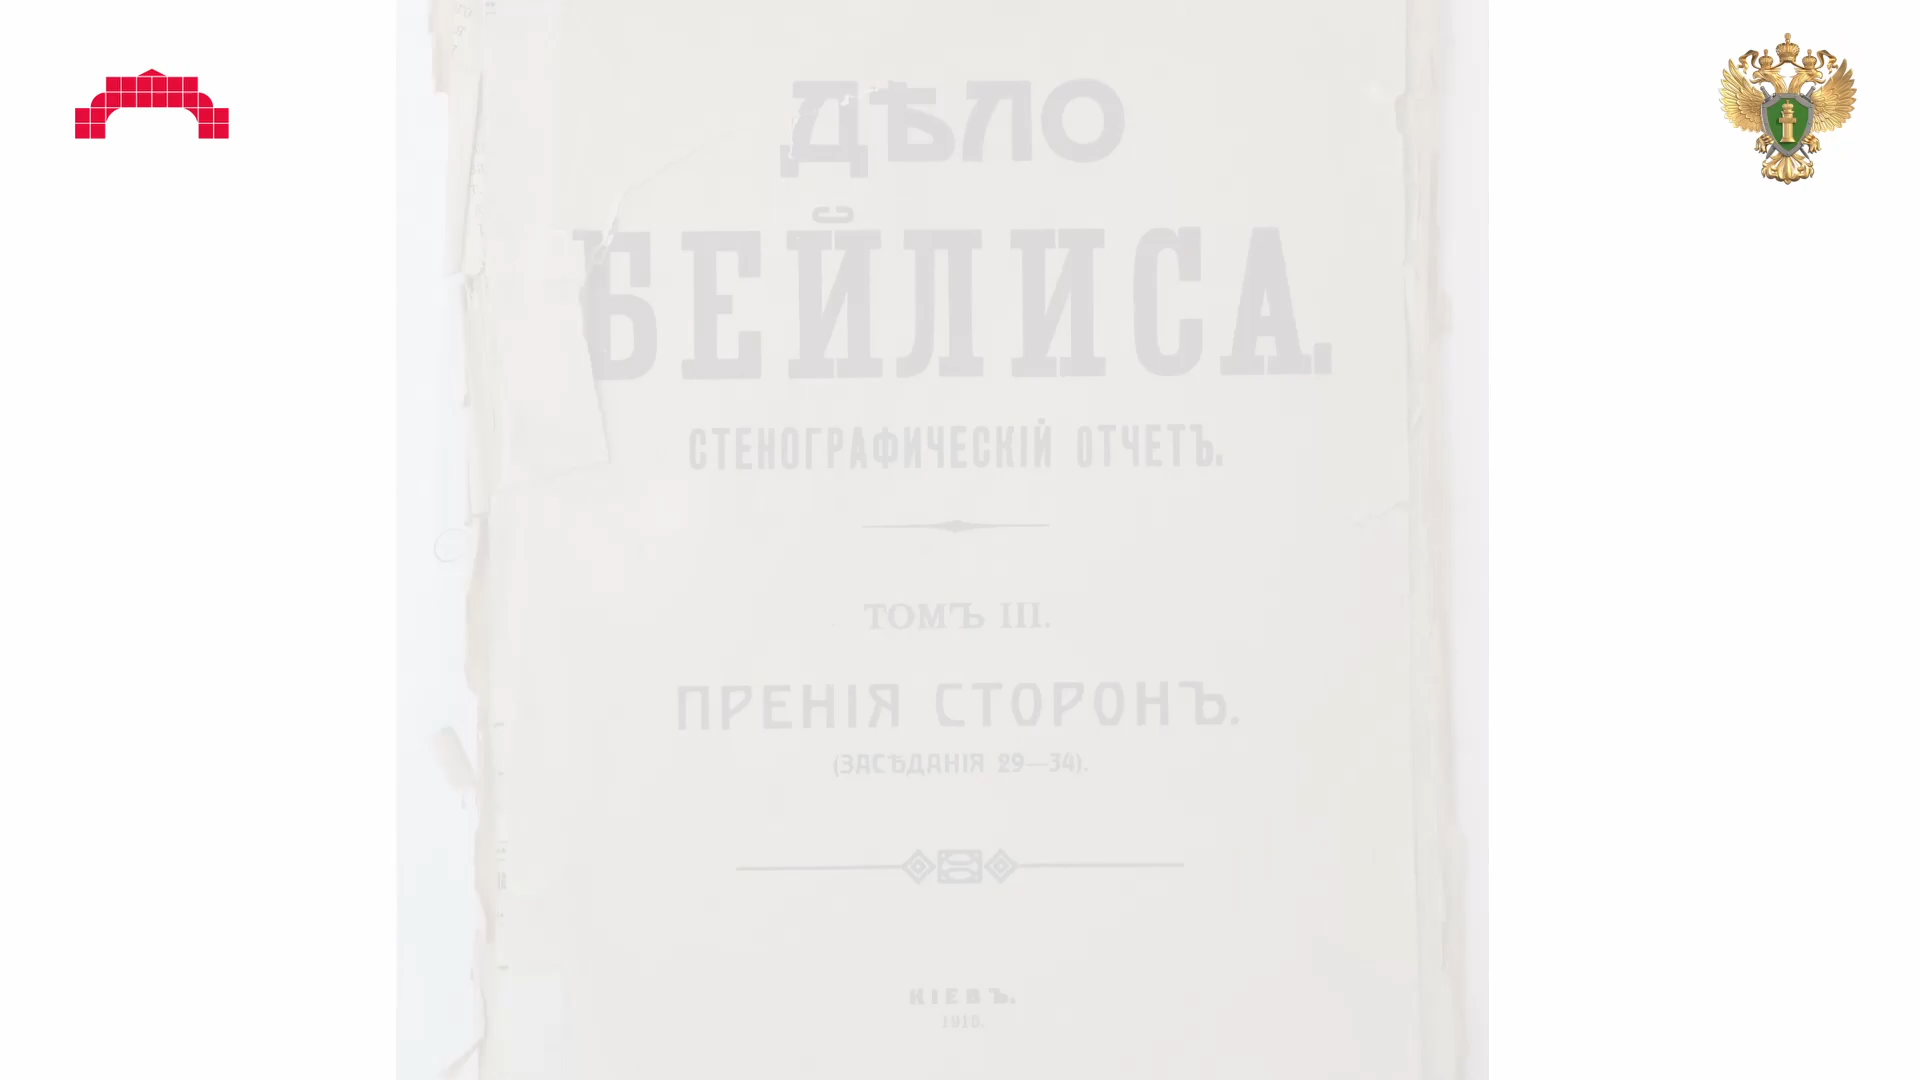 ДѢЛО
БЕЙЛИСА.
СТЕНОГРАФИЧЕСКІЙ ОТЧЕТЪ.
ТОМЪ III.
ПРЕНІЯ СТОРОНЪ.
(ЗАСѢДАНІЯ 29—34).
КІЕВЪ.